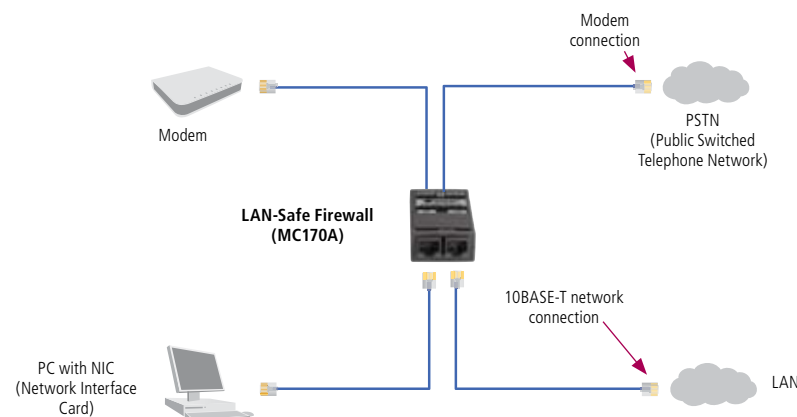 Modem
connection
Modem
PSTN
(Public Switched
Telephone Network)
LAN-Safe Firewall
(MC170A)
10BASE-T network
connection
PC with NIC
(Network Interface
Card)
LAN